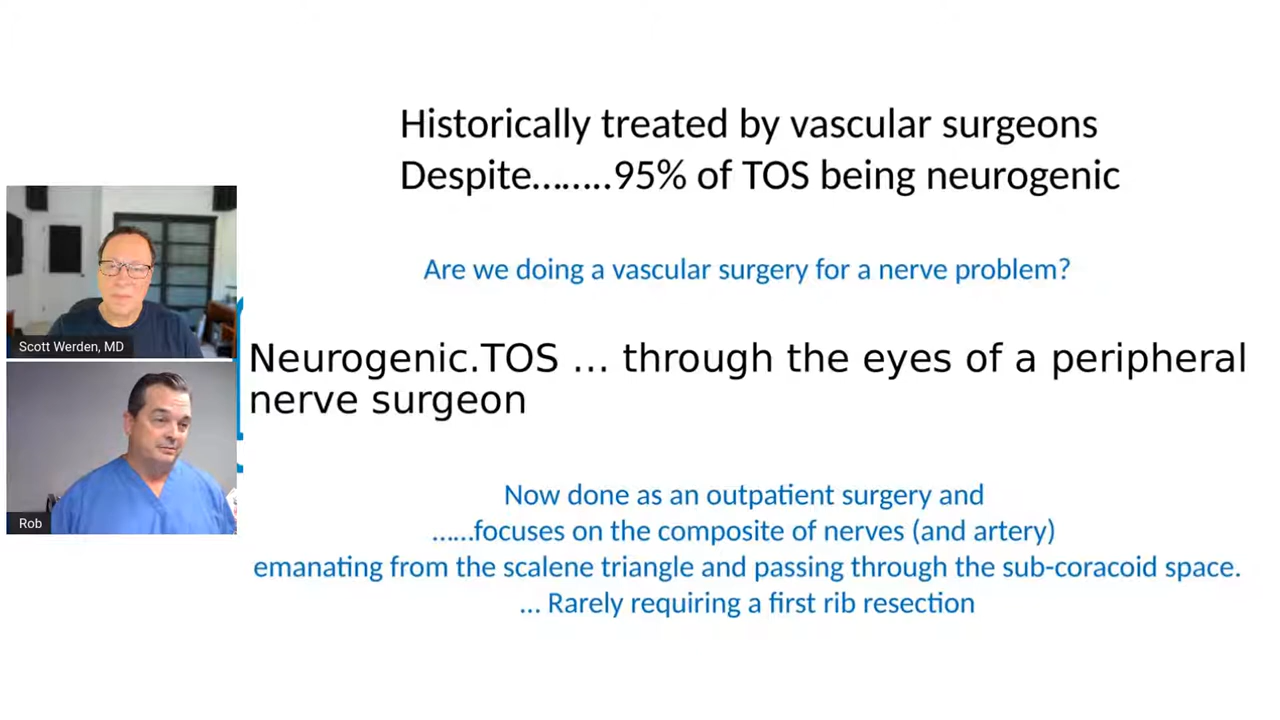 Historically treated by vascular surgeons
Despite……..95% of TOS being neurogenic
Are we doing a vascular surgery for a nerve problem?
Scott Werden, MD
Neurogenic.TOS … through the eyes of a peripheral
nerve surgeon
Now done as an outpatient surgery and
……focuses on the composite of nerves (and artery)
Rob
emanating from the scalene triangle and passing through the sub-coracoid space.
… Rarely requiring a first rib resection